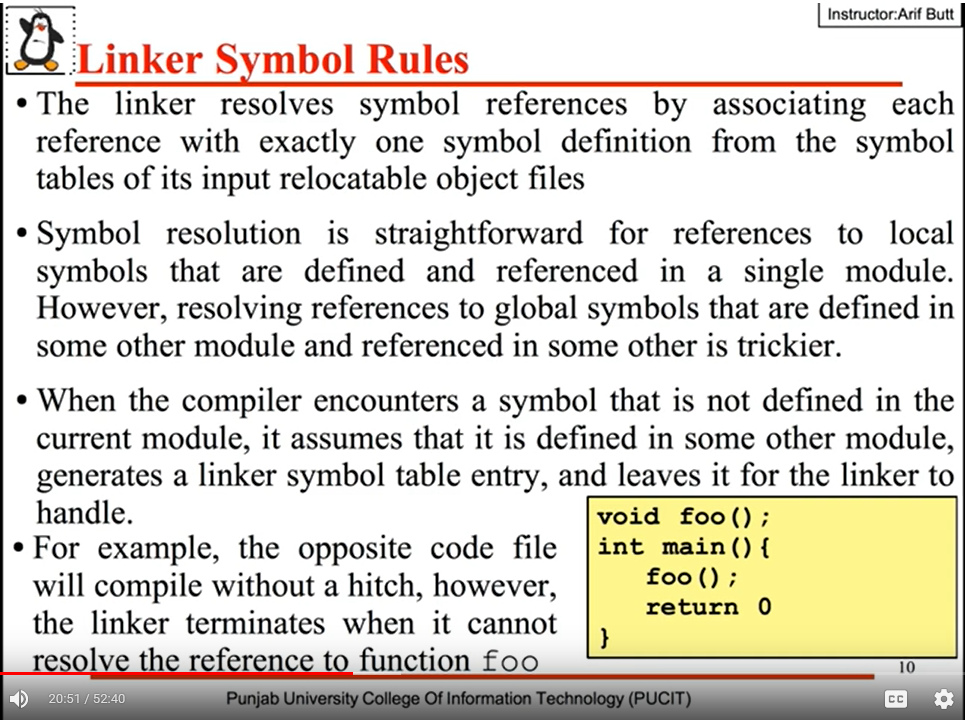 Instructor:Arif Butt
Linker Symbol Rules
• The linker resolves symbol references by associating each
reference with exactly one symbol definition from the symbol
tables of its input relocatable object files
• Symbol resolution is straightforward for references to local
symbols that are defined and referenced in a single module.
However, resolving references to global symbols that are defined in
some other module and referenced in some other is trickier.
• When the compiler encounters a symbol that is not defined in the
current module, it assumes that it is defined in some other module,
generates a linker symbol table entry, and leaves it for the linker to
handle.
• For example, the opposite code file
will compile without a hitch, however,
the linker terminates when it cannot
resolve the reference to function foo
void foo();
int main(){
foo();
return 0
}
10
20:51 / 52:40
Punjab University College Of Information Technology (PUCIT)
CC